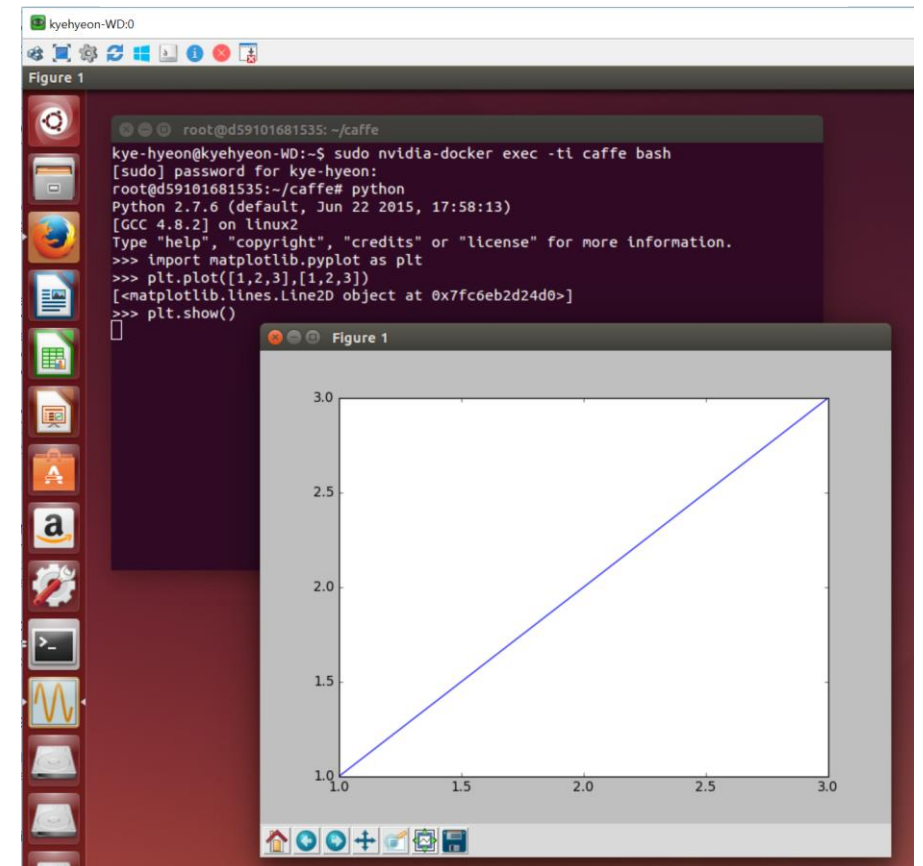 kyehyeon-WD:0
Figure 1
root@d59101681535: ~/caffe
kye-hyeon@kyehyeon-WD:~$ sudo nvidia-docker exec -ti caffe bash
[sudo] password for kye-hyeon:
root@d59101681535:~/caffe# python
Python 2.7.6 (default, Jun 22 2015, 17:58:13)
[GCC 4.8.2] on linux2
Type "help", "copyright", "credits" or "license" for more information.
>>> import matplotlib.pyplot as plt
>>> plt.plot([1,2,3],[1,2,3])
[<matplotlib.lines.Line2D object at 0x7fc6eb2d24d0>]
>>> plt.show()
Figure 1
3.0
2.5
2.0
1.5
1.0
1.0 1.5 2.0 2.5 3.0